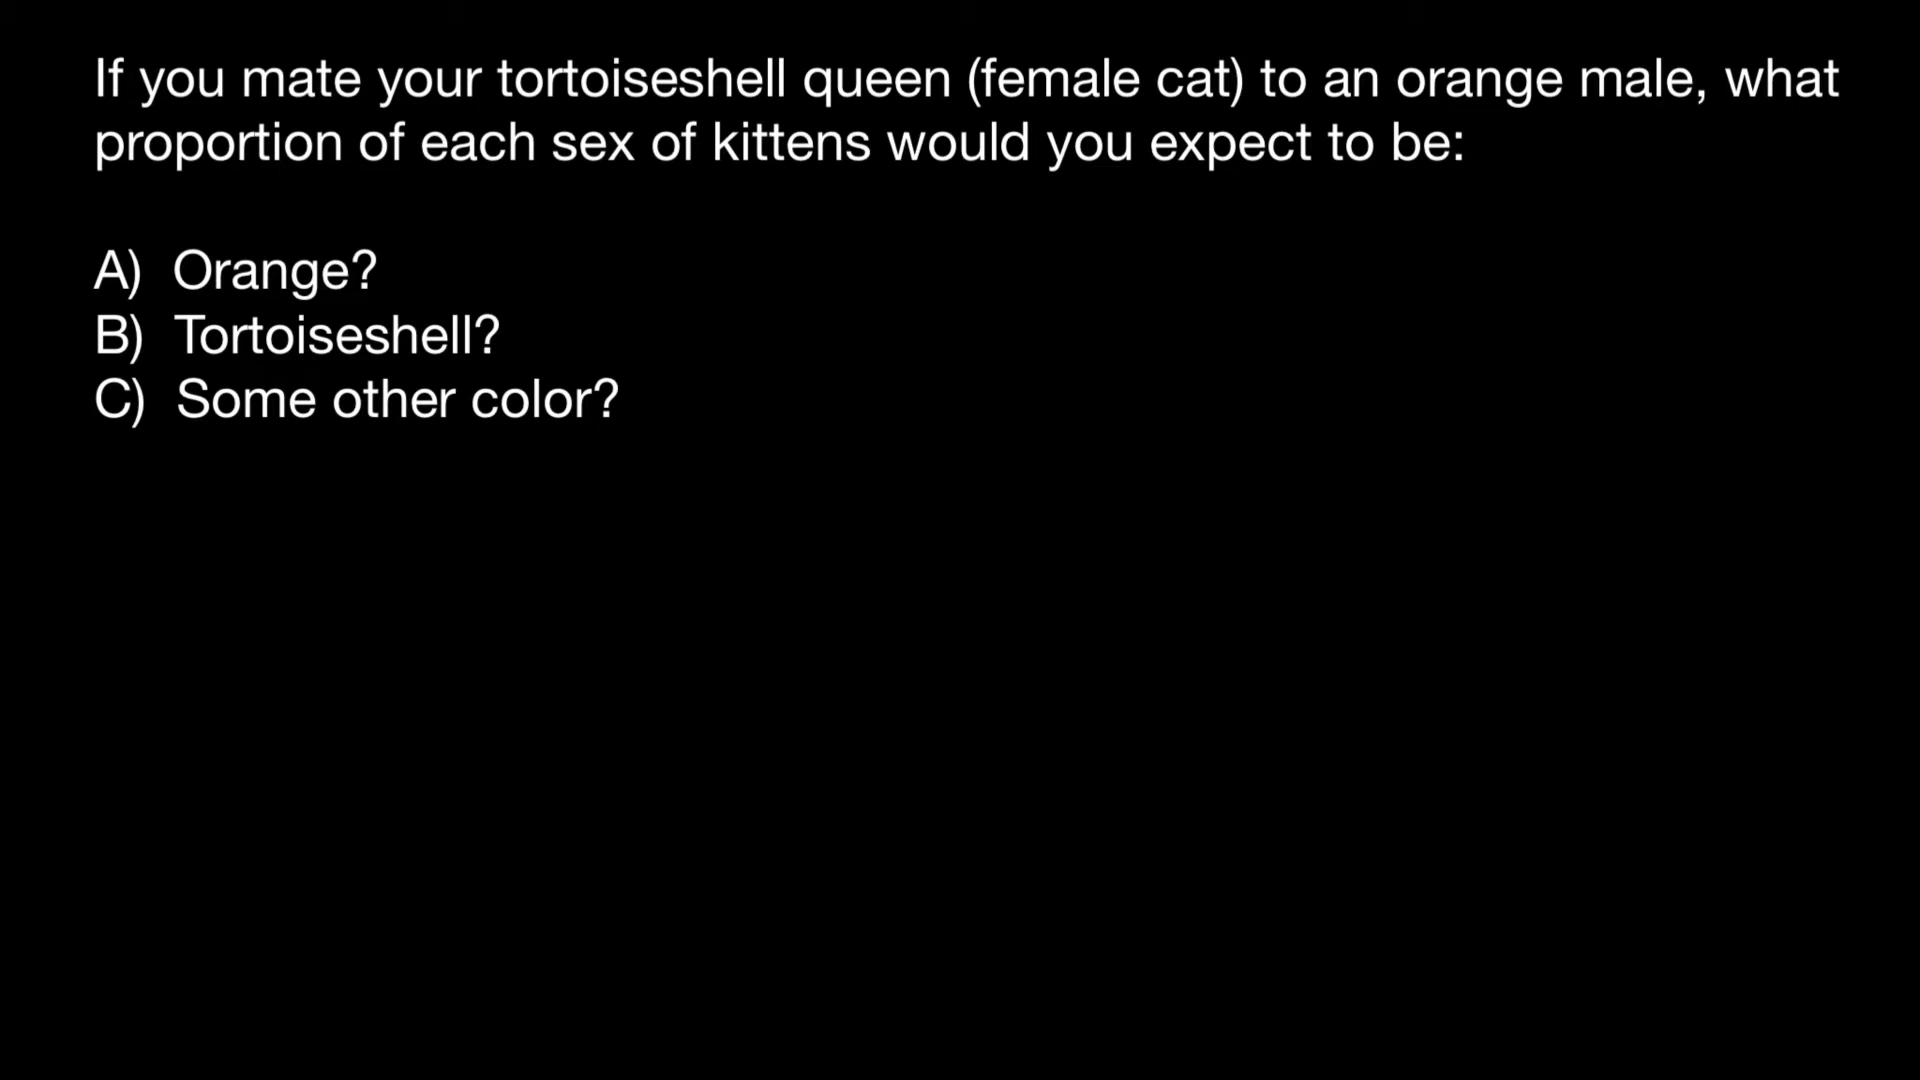 If you mate your tortoiseshell queen (female cat) to an orange male, what
proportion of each sex of kittens would you expect to be:
A) Orange?
B) Tortoiseshell?
C) Some other color?